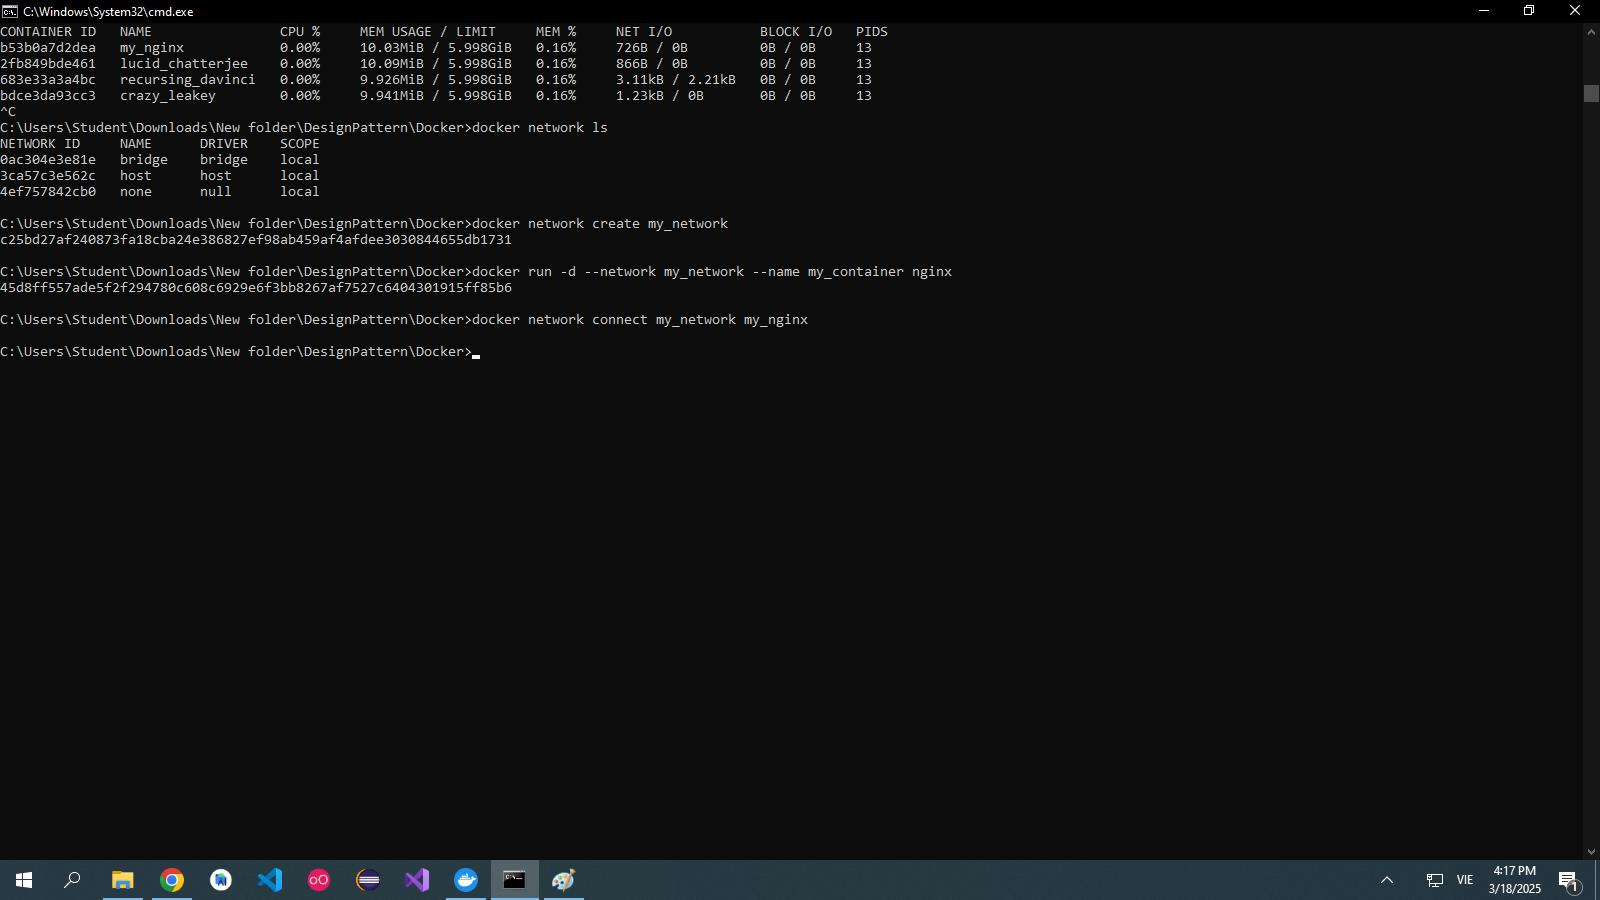 C:\Windows\System32\cmd.exe
CONTAINER ID   NAME                CPU %     MEM USAGE / LIMIT     MEM %     NET I/O           BLOCK I/O   PIDS
b53b0a7d2dea   my_nginx            0.00%     10.03MiB / 5.998GiB   0.16%     726B / 0B         0B / 0B     13
2fb849bde461   lucid_chatterjee    0.00%     10.09MiB / 5.998GiB   0.16%     866B / 0B         0B / 0B     13
683e33a3a4bc   recursing_davinci   0.00%     9.926MiB / 5.998GiB   0.16%     3.11kB / 2.21kB   0B / 0B     13
bdce3da93cc3   crazy_leakey        0.00%     9.941MiB / 5.998GiB   0.16%     1.23kB / 0B       0B / 0B     13
^C
C:\Users\Student\Downloads\New folder\DesignPattern\Docker>docker network ls
NETWORK ID     NAME      DRIVER    SCOPE
0ac304e3e81e   bridge    bridge    local
3ca57c3e562c   host      host      local
4ef757842cb0   none      null      local
C:\Users\Student\Downloads\New folder\DesignPattern\Docker>docker network create my_network
c25bd27af240873fa18cba24e386827ef98ab459af4afdee3030844655db1731
C:\Users\Student\Downloads\New folder\DesignPattern\Docker>docker run -d --network my_network --name my_container nginx
45d8ff557ade5f2f294780c608c6929e6f3bb8267af7527c6404301915ff85b6
C:\Users\Student\Downloads\New folder\DesignPattern\Docker>docker network connect my_network my_nginx
C:\Users\Student\Downloads\New folder\DesignPattern\Docker>
VIE
4:17 PM
3/18/2025
1